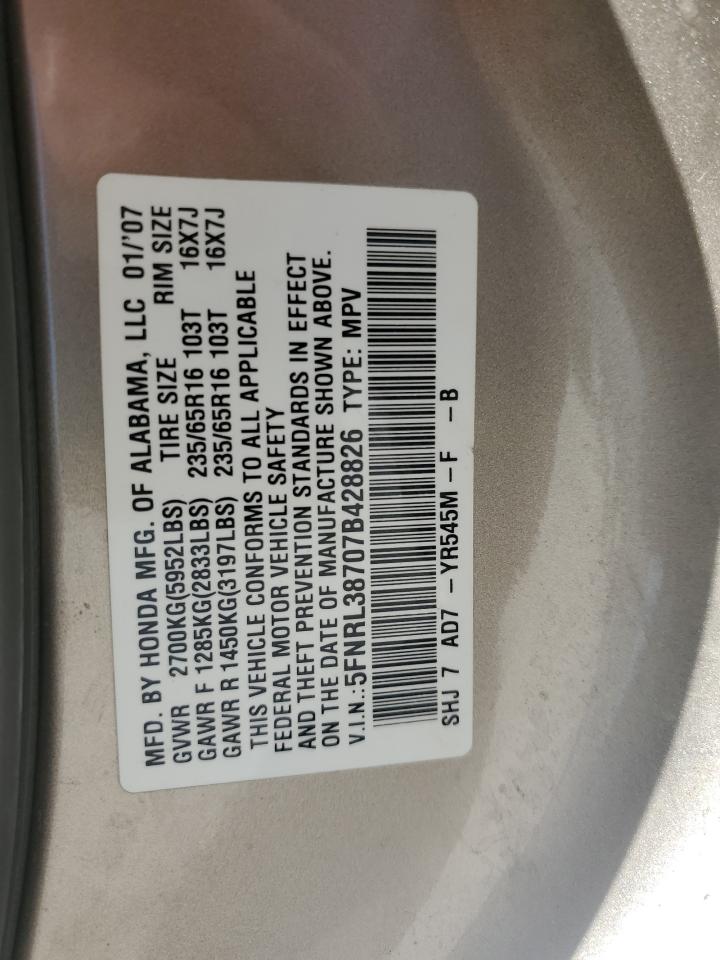 MFD. BY HONDA MFG. OF ALABAMA, LLC 01/'07
GVWR 2700KG(5952LBS) TIRE SIZE RIM SIZE
GAWR F 1285KG(2833LBS) 235/65R16 103T 16X7J
GAWR R 1450KG(3197LBS) 235/65R16 103T 16X7J
THIS VEHICLE CONFORMS TO ALL APPLICABLE
FEDERAL MOTOR VEHICLE SAFETY
AND THEFT PREVENTION STANDARDS IN EFFECT
ON THE DATE OF MANUFACTURE SHOWN ABOVE.
V.I.N.:5FNRL38707B428826 TYPE: MPV
SHJ 7 AD7 -YR545M-F -B